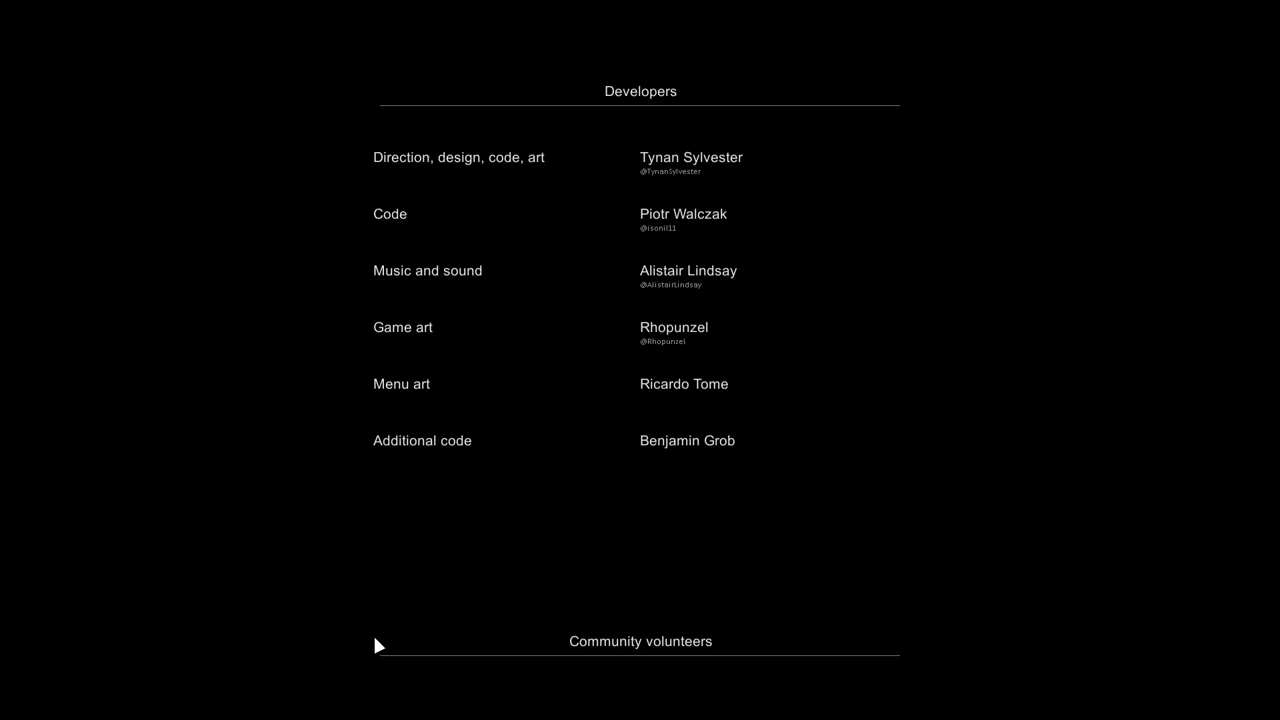 Developers
Direction, design, code, art Tynan Sylvester
@TynanSylvester
Code Piotr Walczak
@isonil11
Music and sound Alistair Lindsay
@AlistairLindsay
Game art Rhopunzel
@Rhopunzel
Menu art Ricardo Tome
Additional code Benjamin Grob
Community volunteers